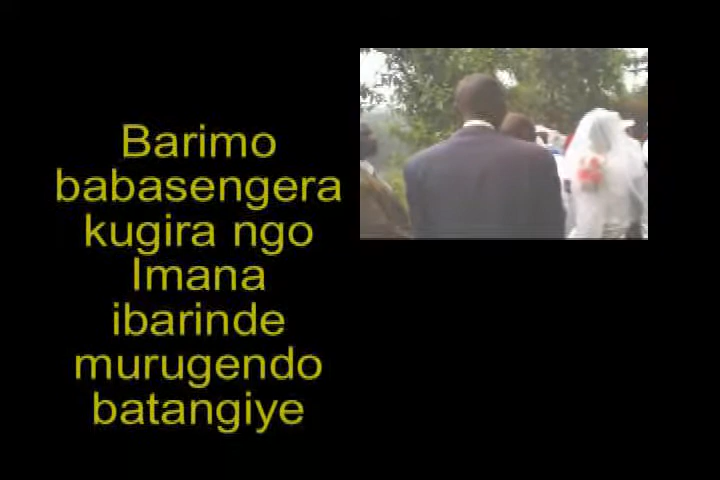 Barimo
babasengera
kugira ngo
Imana
ibarinde
murugendo
batangiye